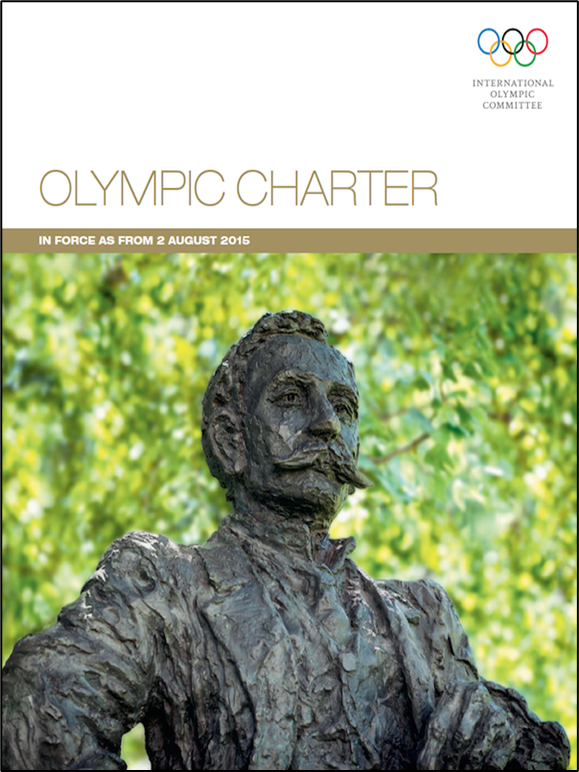 INTERNATIONAL
OLYMPIC
COMMITTEE
OLYMPIC CHARTER
IN FORCE AS FROM 2 AUGUST 2015